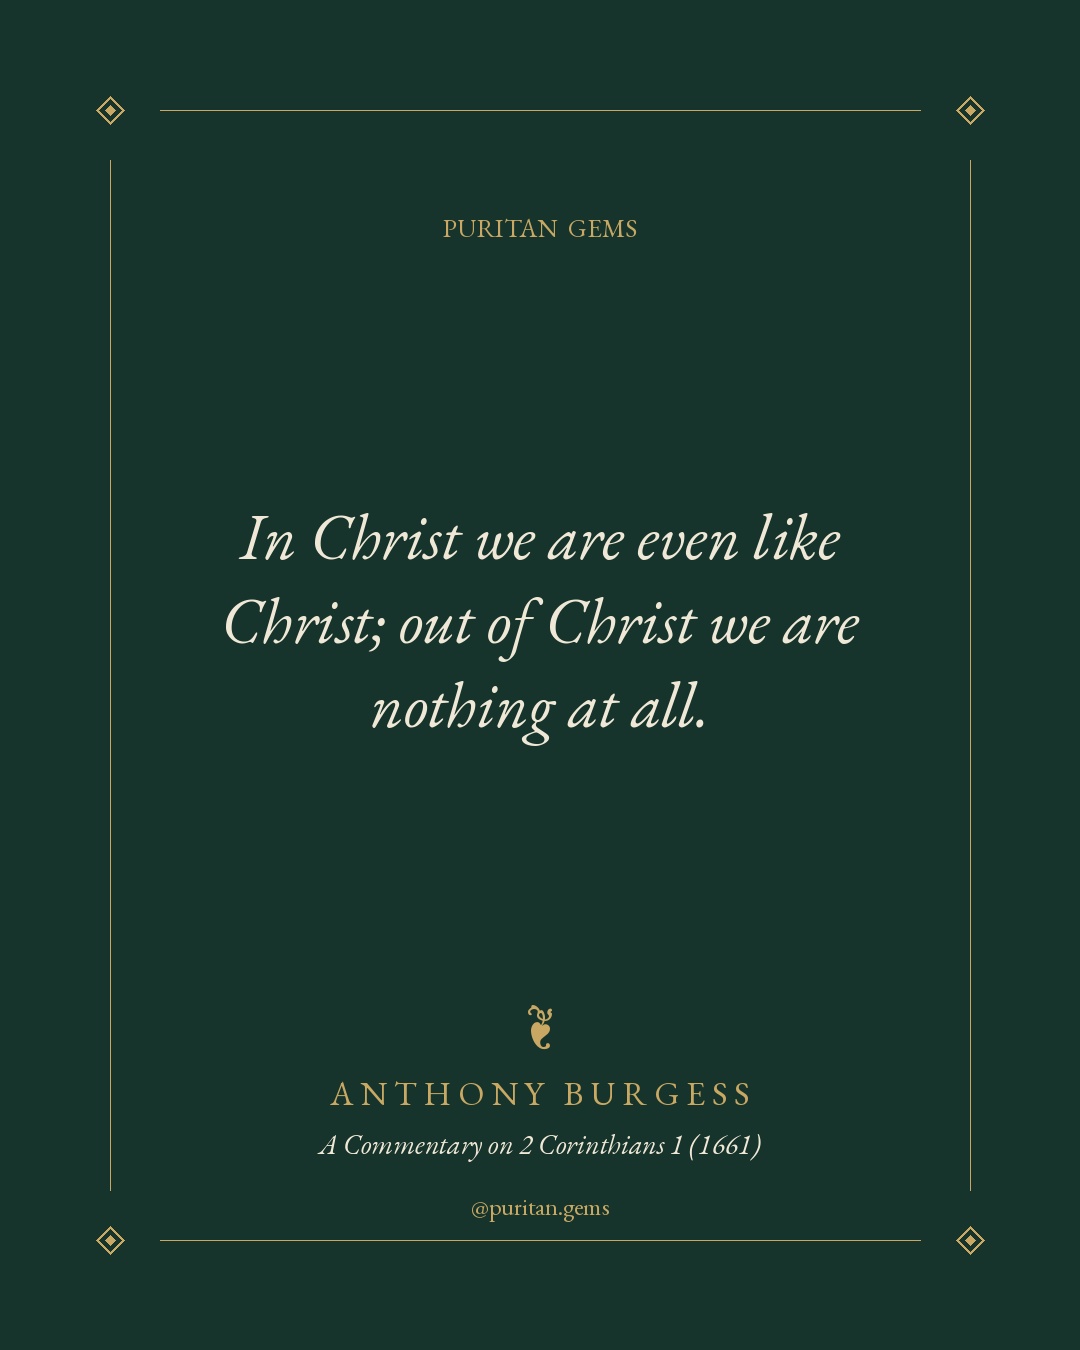 PURITAN GEMS
In Christ we are even like
Christ; out of Christ we are
nothing at all.
ANTHONY BURGESS
A Commentary on 2 Corinthians 1 (1661)
@puritan.gems